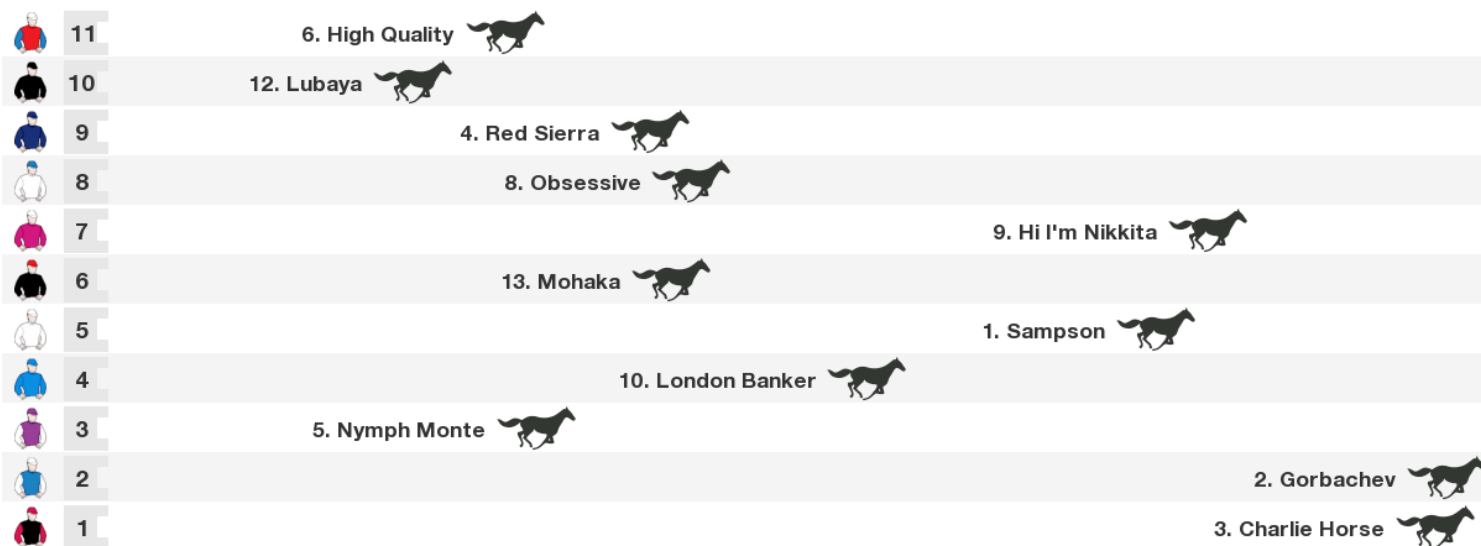 11 6. High Quality
10 12. Lubaya
9 4. Red Sierra
8 8. Obsessive
7 9. Hi I'm Nikkita
6 13. Mohaka
5 1. Sampson
4 10. London Banker
3 5. Nymph Monte
2 2. Gorbachev
1 3. Charlie Horse